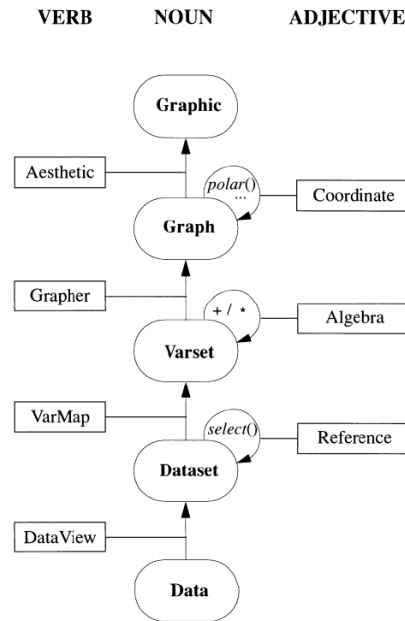 VERB NOUN ADJECTIVE
Graphic
Aesthetic
polar()
...
Coordinate
Graph
Grapher
+ / *
Algebra
Varset
VarMap
select()
Reference
Dataset
DataView
Data